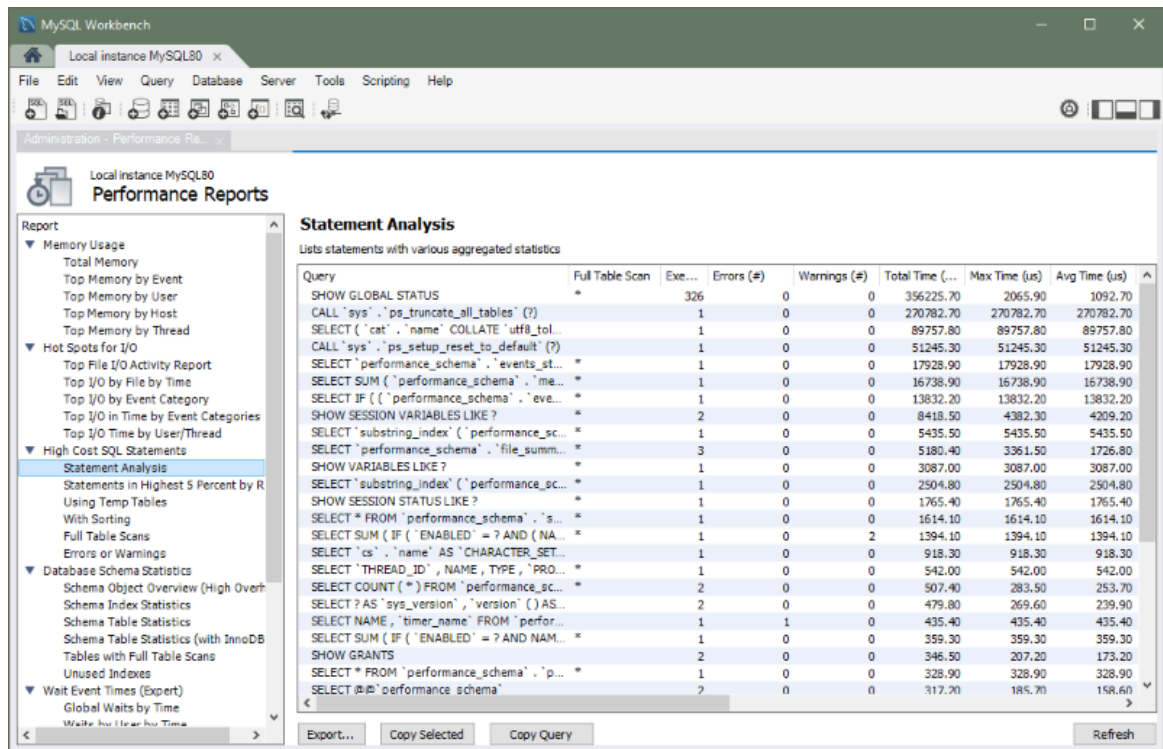 MySQL Workbench
Local instance MySQL80 ×
File Edit View Query Database Server Tools Scripting Help
Administration - Performance Re... ×
Local instance MySQL80
Performance Reports
Report
Memory Usage
Total Memory
Top Memory by Event
Top Memory by User
Top Memory by Host
Top Memory by Thread
Hot Spots for I/O
Top File I/O Activity Report
Top I/O by File by Time
Top I/O by Event Category
Top I/O in Time by Event Categories
Top I/O Time by User/Thread
High Cost SQL Statements
Statement Analysis
Statements in Highest 5 Percent by R
Using Temp Tables
With Sorting
Full Table Scans
Errors or Warnings
Database Schema Statistics
Schema Object Overview (High Overh
Schema Index Statistics
Schema Table Statistics
Schema Table Statistics (with InnoDB
Tables with Full Table Scans
Unused Indexes
Wait Event Times (Expert)
Global Waits by Time
Waits by User by Time
Statement Analysis
Lists statements with various aggregated statistics
Query Full Table Scan Exe... Errors (#) Warnings (#) Total Time (... Max Time (us) Avg Time (us)
SHOW GLOBAL STATUS * 326 0 0 356225.70 2065.90 1092.70
CALL `sys` . `ps_truncate_all_tables` (?) 1 0 0 270782.70 270782.70 270782.70
SELECT ( `cat` . `name` COLLATE `utf8_tol... 1 0 0 89757.80 89757.80 89757.80
CALL `sys` . `ps_setup_reset_to_default` (?) 1 0 0 51245.30 51245.30 51245.30
SELECT `performance_schema` . `events_st... * 1 0 0 17928.90 17928.90 17928.90
SELECT SUM ( `performance_schema` . `me... * 1 0 0 16738.90 16738.90 16738.90
SELECT IF ( ( `performance_schema` . `eve... * 1 0 0 13832.20 13832.20 13832.20
SHOW SESSION VARIABLES LIKE ? * 2 0 0 8418.50 4382.30 4209.20
SELECT `substring_index` ( `performance_sc... * 1 0 0 5435.50 5435.50 5435.50
SELECT `performance_schema` . `file_summ... * 3 0 0 5180.40 3361.50 1726.80
SHOW VARIABLES LIKE ? * 1 0 0 3087.00 3087.00 3087.00
SELECT `substring_index` ( `performance_sc... * 1 0 0 2504.80 2504.80 2504.80
SHOW SESSION STATUS LIKE ? * 1 0 0 1765.40 1765.40 1765.40
SELECT * FROM `performance_schema` . `s... * 1 0 0 1614.10 1614.10 1614.10
SELECT SUM ( IF ( `ENABLED` = ? AND ( NA... * 1 0 2 1394.10 1394.10 1394.10
SELECT `cs` . `name` AS `CHARACTER_SET... 1 0 0 918.30 918.30 918.30
SELECT `THREAD_ID` , NAME , TYPE , `PRO... * 1 0 0 542.00 542.00 542.00
SELECT COUNT ( * ) FROM `performance_sc... * 2 0 0 507.40 283.50 253.70
SELECT ? AS `sys_version` , `version` ( ) AS... 2 0 0 479.80 269.60 239.90
SELECT NAME , `timer_name` FROM `perfor... 1 1 0 435.40 435.40 435.40
SELECT SUM ( IF ( `ENABLED` = ? AND NAM... * 1 0 0 359.30 359.30 359.30
SHOW GRANTS 2 0 0 346.50 207.20 173.20
SELECT * FROM `performance_schema` . `p... * 1 0 0 328.90 328.90 328.90
SELECT @@`performance_schema` 2 0 0 317.20 185.70 158.60
Export... Copy Selected Copy Query Refresh